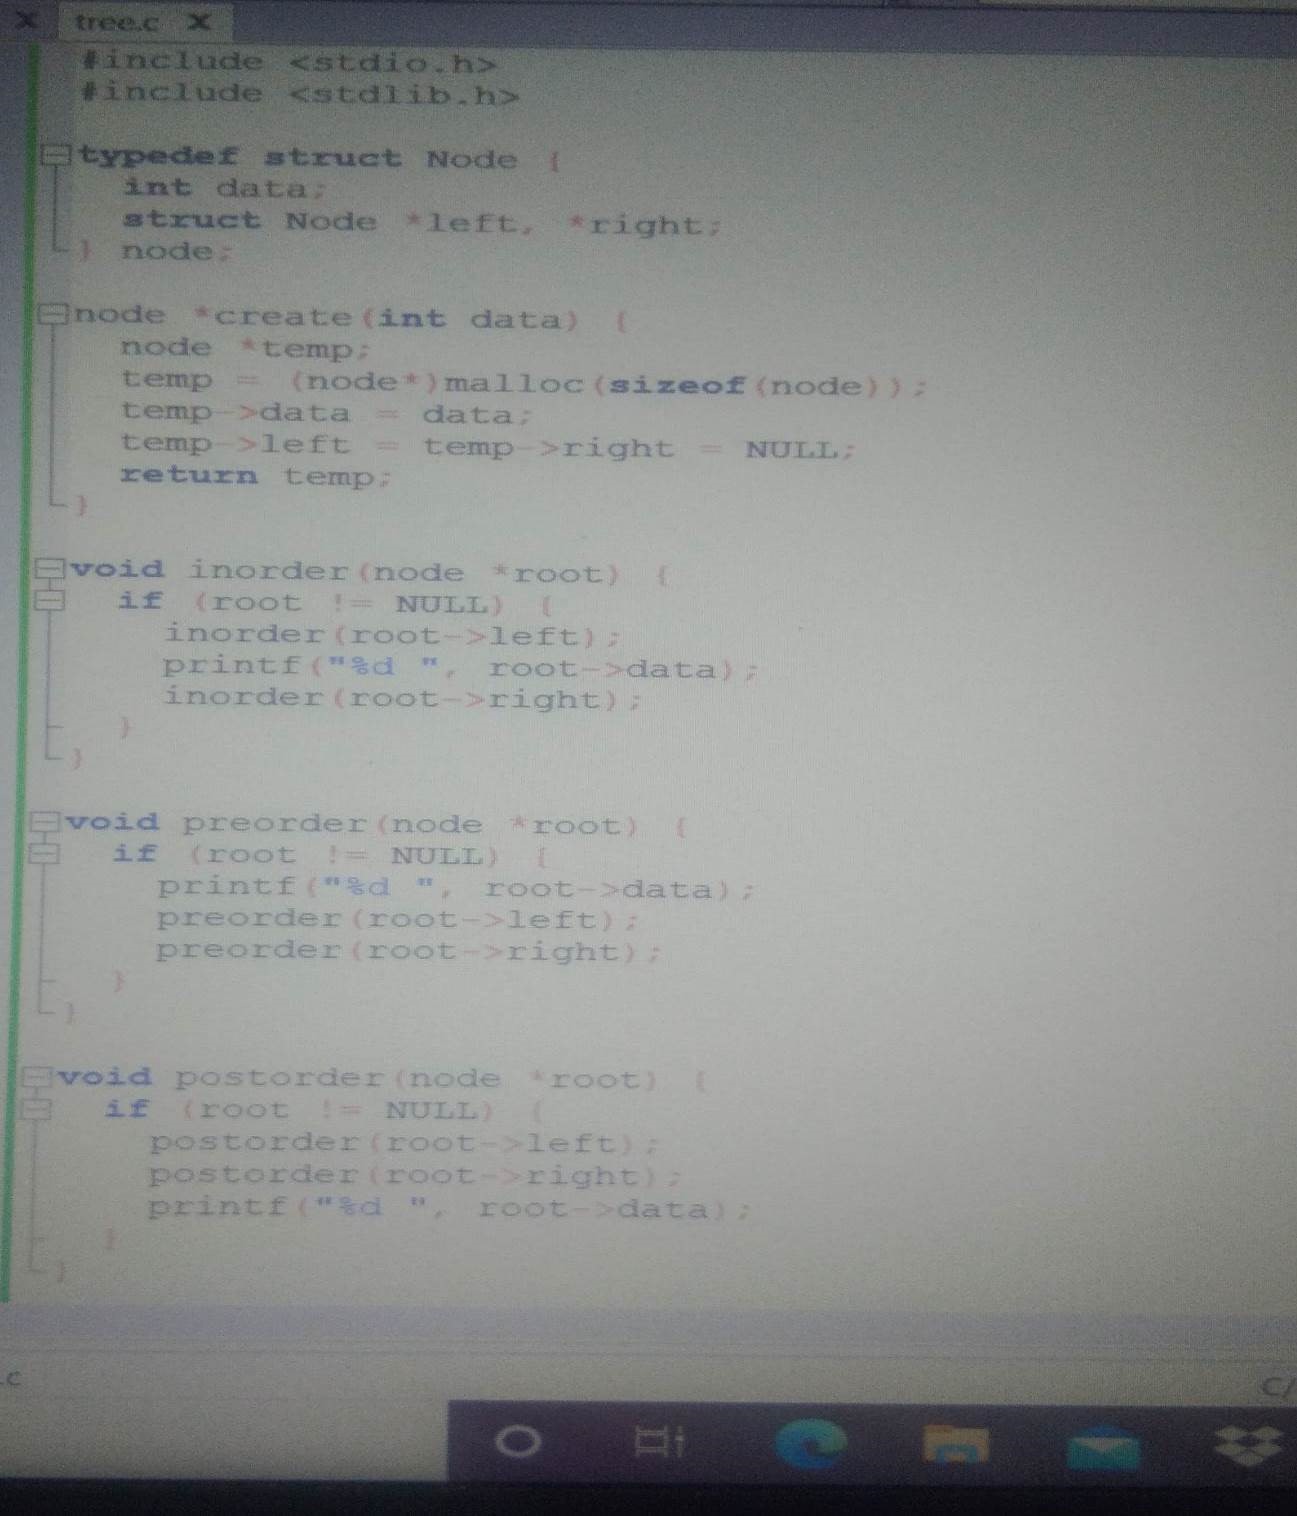 X tree.c X
#include <stdio.h>
#include <stdlib.h>
typedef struct Node {
int data;
struct Node *left, *right;
} node;
node *create(int data) {
node *temp;
temp = (node*)malloc(sizeof(node));
temp->data = data;
temp->left = temp->right = NULL;
return temp;
}
void inorder(node *root) {
if (root != NULL) {
inorder(root->left);
printf("%d ", root->data);
inorder(root->right);
}
}
void preorder(node *root) {
if (root != NULL) {
printf("%d ", root->data);
preorder(root->left);
preorder(root->right);
}
}
void postorder(node *root) {
if (root != NULL) {
postorder(root->left);
postorder(root->right);
printf("%d ", root->data);
}
}
.c
C/